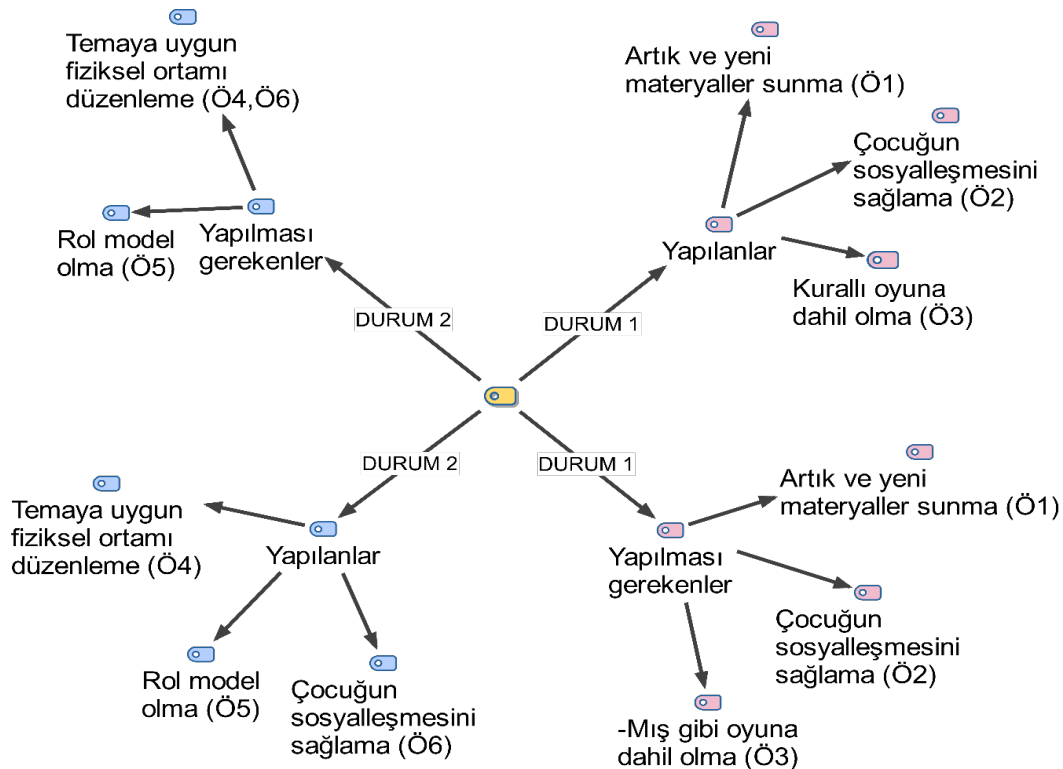 Temaya uygun
fiziksel ortamı
düzenleme (Ö4,Ö6)
Rol model
olma (Ö5)
Yapılması
gerekenler
DURUM 2
Artık ve yeni
materyaller sunma (Ö1)
Çocuğun
sosyalleşmesini
sağlama (Ö2)
Yapılanlar
Kurallı oyuna
dahil olma (Ö3)
DURUM 1
DURUM 2
Temaya uygun
fiziksel ortamı
düzenleme (Ö4)
Yapılanlar
Rol model
olma (Ö5)
Çocuğun
sosyalleşmesini
sağlama (Ö6)
DURUM 1
Artık ve yeni
materyaller sunma (Ö1)
Yapılması
gerekenler
Çocuğun
sosyalleşmesini
sağlama (Ö2)
-Mış gibi oyuna
dahil olma (Ö3)